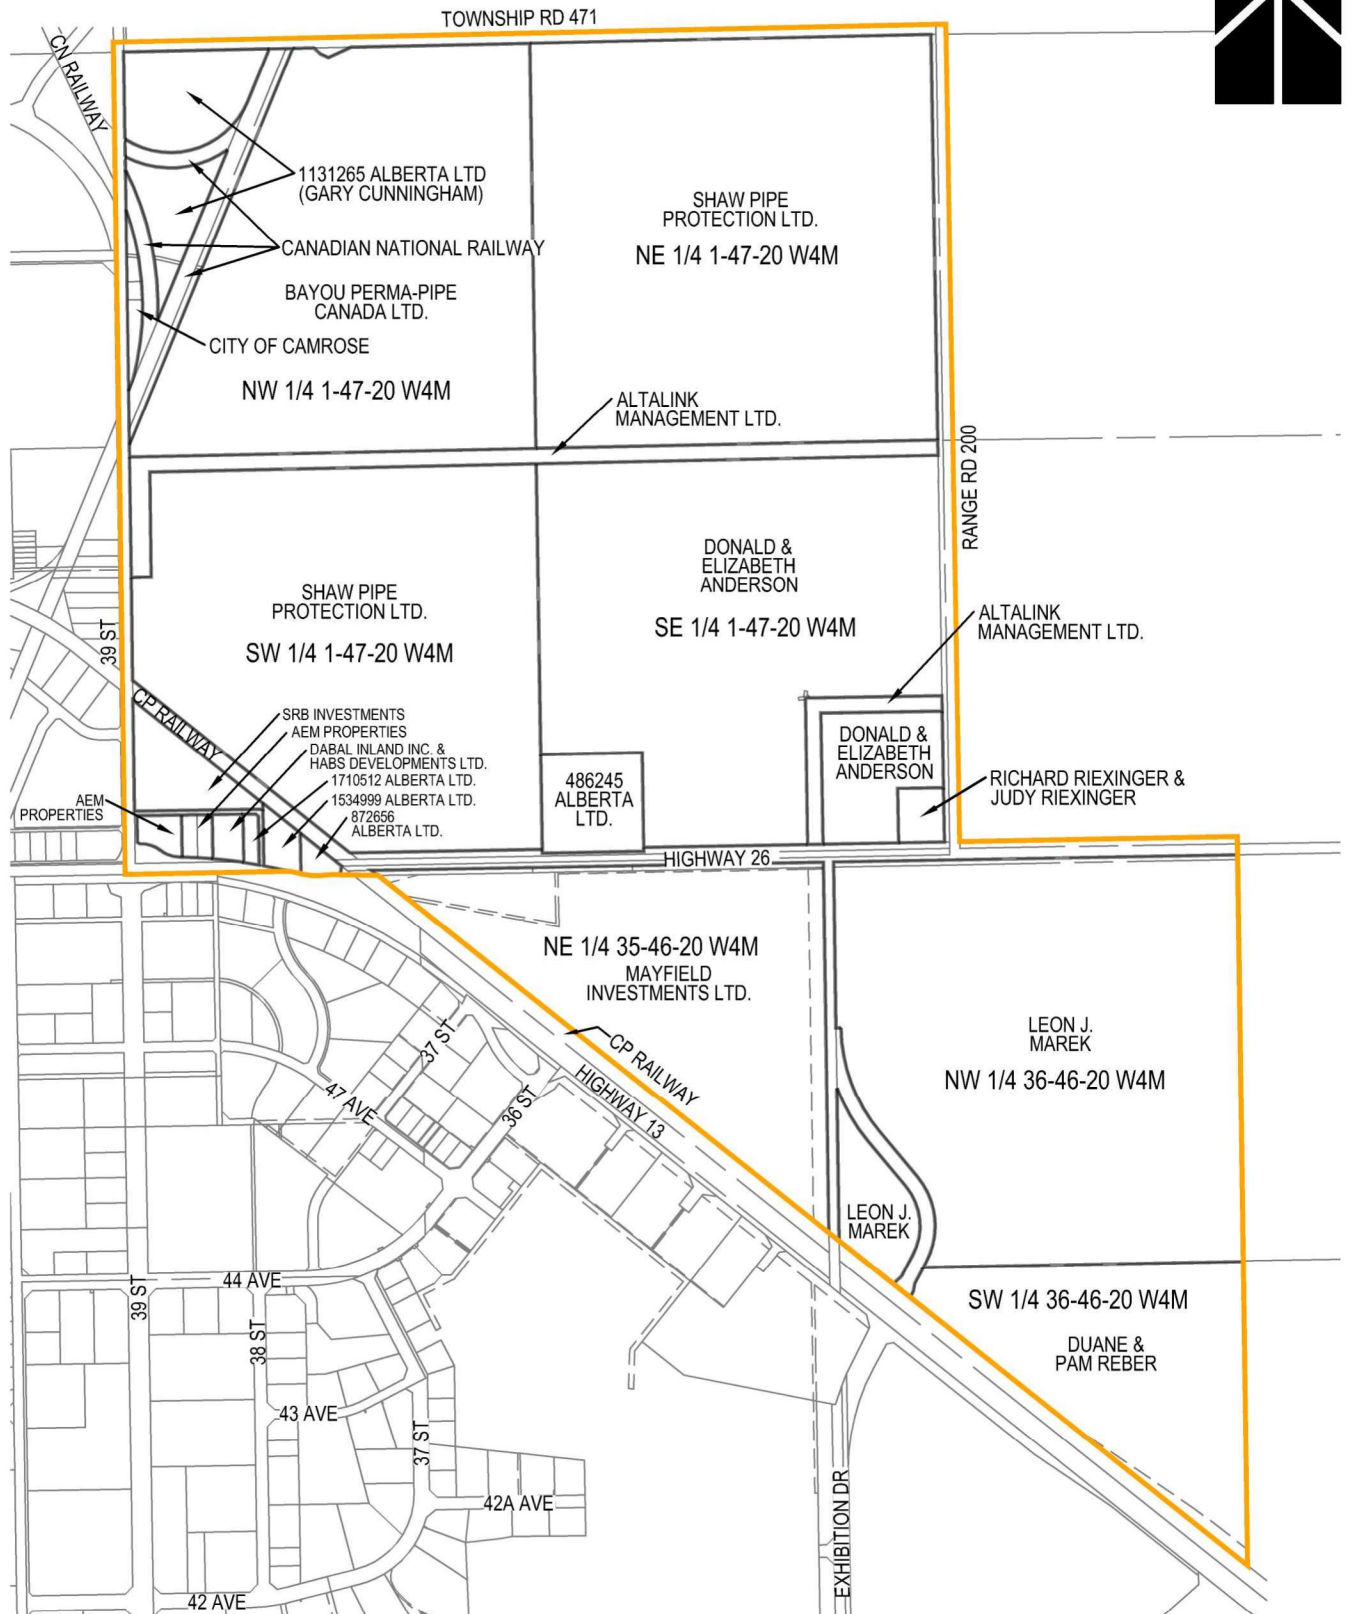 TOWNSHIP RD 471
CN RAILWAY
1131265 ALBERTA LTD
(GARY CUNNINGHAM)
SHAW PIPE
PROTECTION LTD.
NE 1/4 1-47-20 W4M
CANADIAN NATIONAL RAILWAY
BAYOU PERMA-PIPE
CANADA LTD.
CITY OF CAMROSE
NW 1/4 1-47-20 W4M
ALTALINK
MANAGEMENT LTD.
RANGE RD 200
DONALD &
ELIZABETH
ANDERSON
SE 1/4 1-47-20 W4M
SHAW PIPE
PROTECTION LTD.
SW 1/4 1-47-20 W4M
39 ST
ALTALINK
MANAGEMENT LTD.
CP RAILWAY
SRB INVESTMENTS
AEM PROPERTIES
DABAL INLAND INC. &
HABS DEVELOPMENTS LTD.
1710512 ALBERTA LTD.
1534999 ALBERTA LTD.
872656
ALBERTA LTD.
AEM
PROPERTIES
486245
ALBERTA
LTD.
DONALD &
ELIZABETH
ANDERSON
RICHARD RIEXINGER &
JUDY RIEXINGER
HIGHWAY 26
NE 1/4 35-46-20 W4M
MAYFIELD
INVESTMENTS LTD.
LEON J.
MAREK
NW 1/4 36-46-20 W4M
37 ST
CP RAILWAY
HIGHWAY 13
47 AVE
36 ST
LEON J.
MAREK
44 AVE
39 ST
38 ST
SW 1/4 36-46-20 W4M
DUANE &
PAM REBER
43 AVE
37 ST
42A AVE
EXHIBITION DR
42 AVE